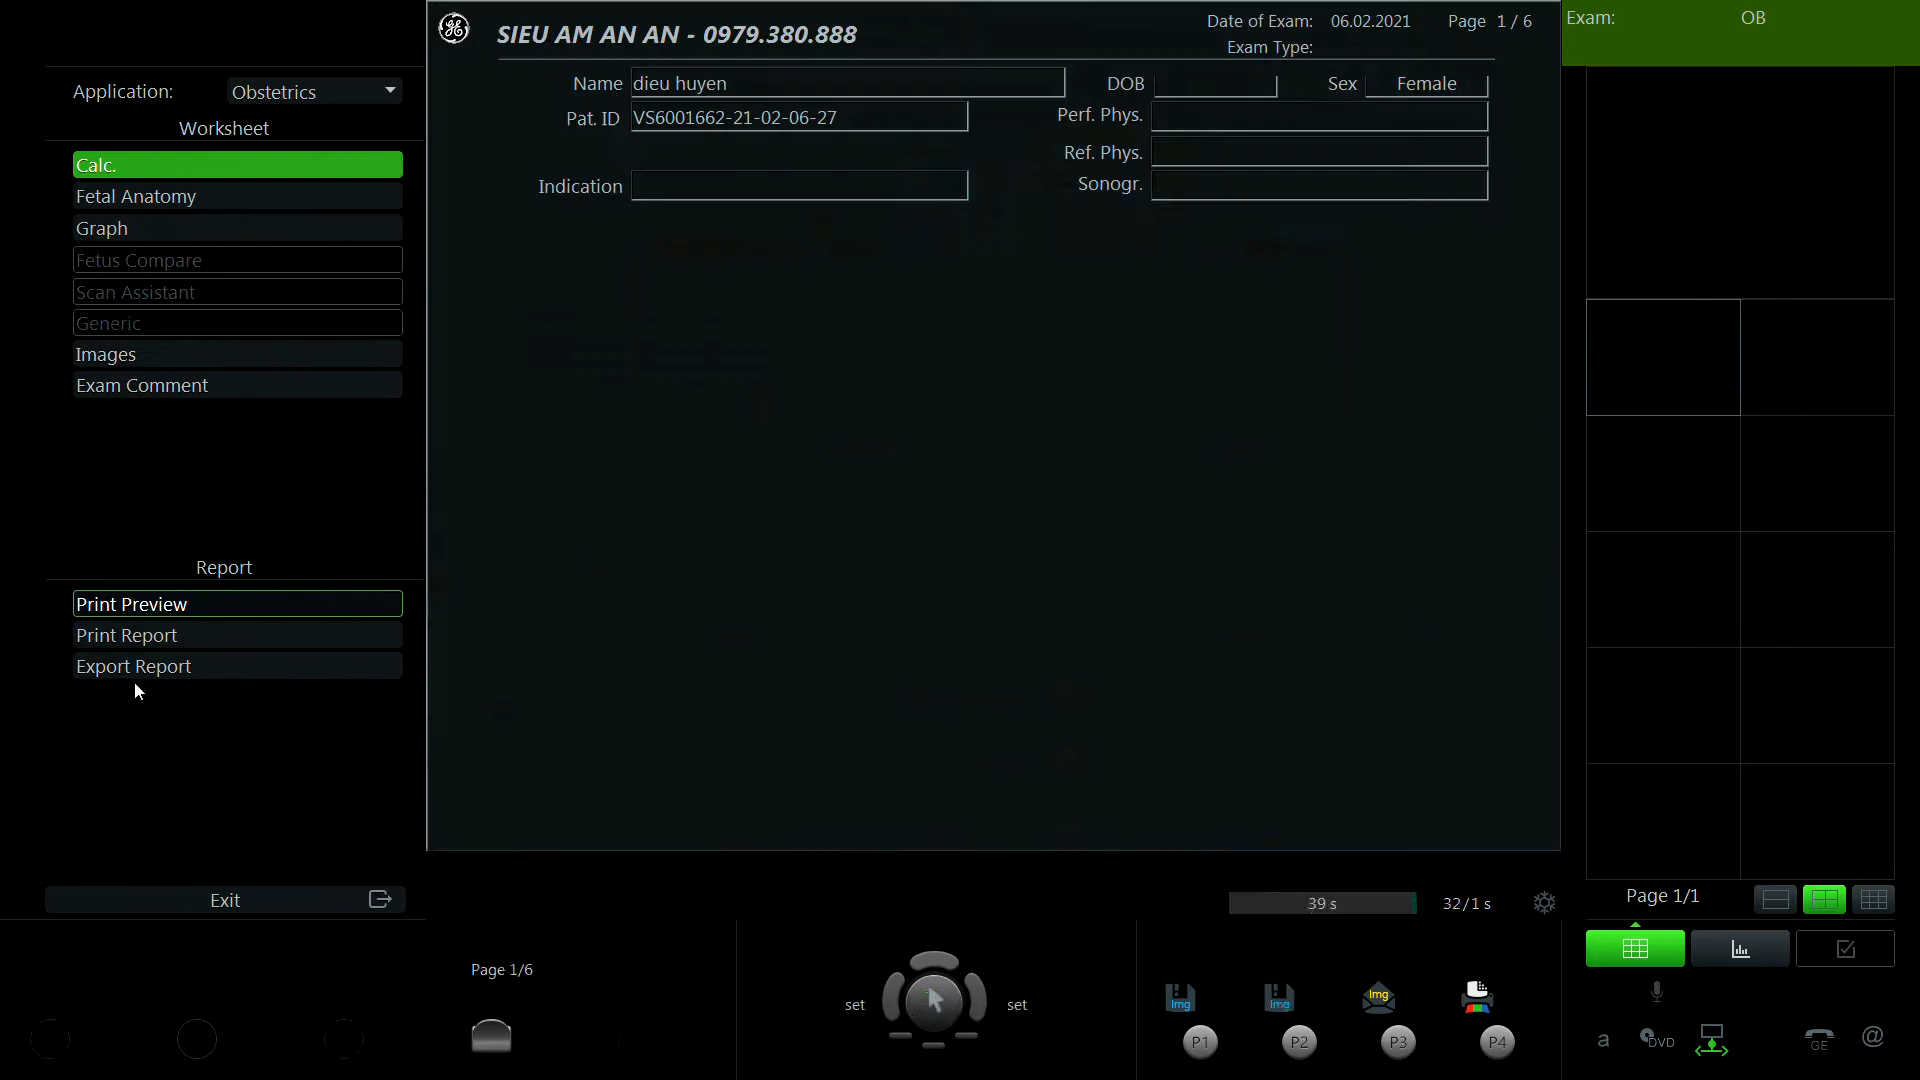 SIEU AM AN AN - 0979.380.888
Date of Exam: 06.02.2021 Page 1 / 6
Exam Type:
Exam: OB
Application: Obstetrics
Worksheet
Calc.
Fetal Anatomy
Graph
Fetus Compare
Scan Assistant
Generic
Images
Exam Comment
Report
Print Preview
Print Report
Export Report
Exit
Name dieu huyen DOB Sex Female
Pat. ID VS6001662-21-02-06-27 Perf. Phys.
Ref. Phys.
Indication Sonogr.
39 s 32/1 s
Page 1/1
Page 1/6
set set
Img Img Img
P1 P2 P3 P4
a DVD GE @